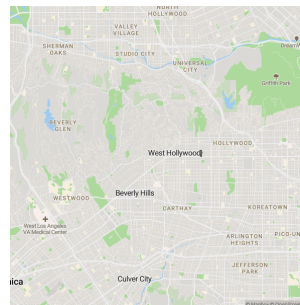 NORTH
HOLLYWOOD
VALLEY
VILLAGE
SHERMAN
OAKS
STUDIO CITY
UNIVERSAL
CITY
DreamW
Griffith Park
BEVERLY
GLEN
HOLLYWOOD
West Hollywood
Beverly Hills
WESTWOOD
CARTHAY
KOREATOWN
West Los Angeles
VA Medical Center
PICO-UN
ARLINGTON
HEIGHTS
JEFFERSON
PARK
Culver City
nica